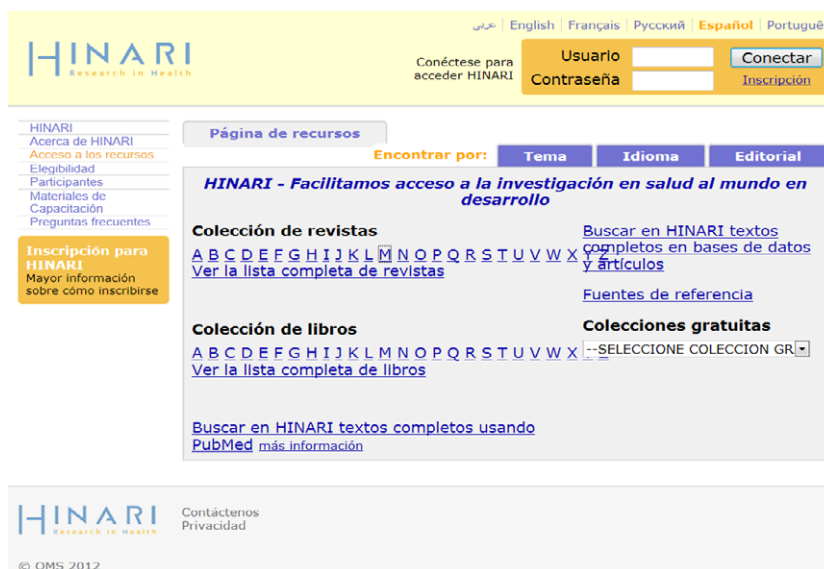 عربى | English | Français | Русский | Español | Portuguê
HINARI
Research in Health
Conéctese para
acceder HINARI
Usuario
Conectar
Contraseña
Inscripción
HINARI
Acerca de HINARI
Acceso a los recursos
Elegibilidad
Participantes
Materiales de
Capacitación
Preguntas frecuentes
Inscripción para
HINARI
Mayor información
sobre cómo inscribirse
Página de recursos
Encontrar por: Tema Idioma Editorial
HINARI - Facilitamos acceso a la investigación en salud al mundo en
desarrollo
Colección de revistas
A B C D E F G H I J K L M N O P Q R S T U V W X Y Z
Ver la lista completa de revistas
Buscar en HINARI textos
completos en bases de datos
y artículos
Fuentes de referencia
Colección de libros
A B C D E F G H I J K L M N O P Q R S T U V W X
Ver la lista completa de libros
Colecciones gratuitas
--SELECCIONE COLECCION GR
Buscar en HINARI textos completos usando
PubMed más información
HINARI
Research in Health
Contáctenos
Privacidad
© OMS 2012